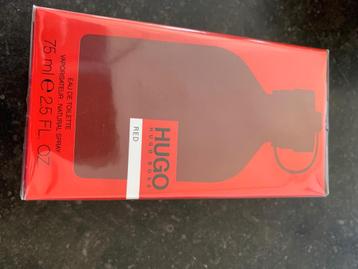 HUGO
HUGO BOSS
RED
EAU DE TOILETTE
VAPORISATEUR - NATURAL SPRAY
75 ml e 2.5 FL. OZ